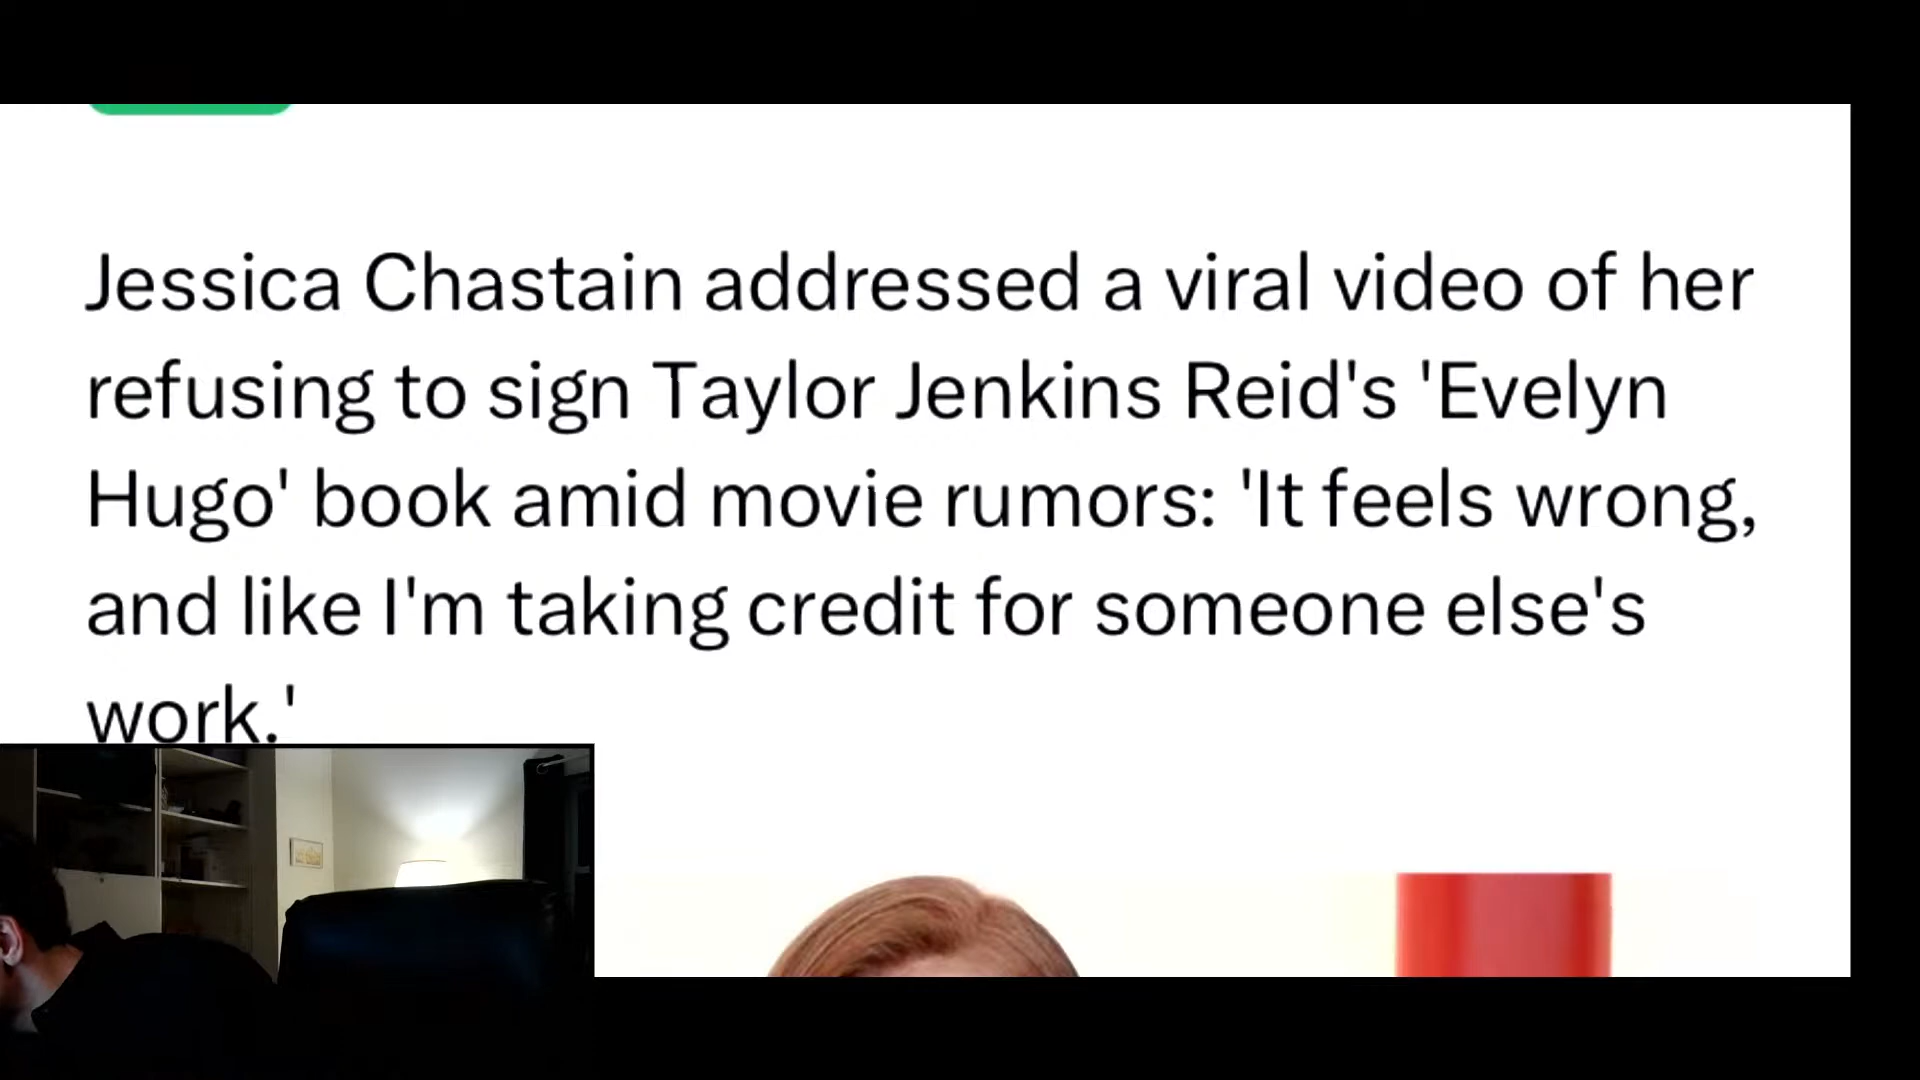 Jessica Chastain addressed a viral video of her
refusing to sign Taylor Jenkins Reid's 'Evelyn
Hugo' book amid movie rumors: 'It feels wrong,
and like I'm taking credit for someone else's
work.'